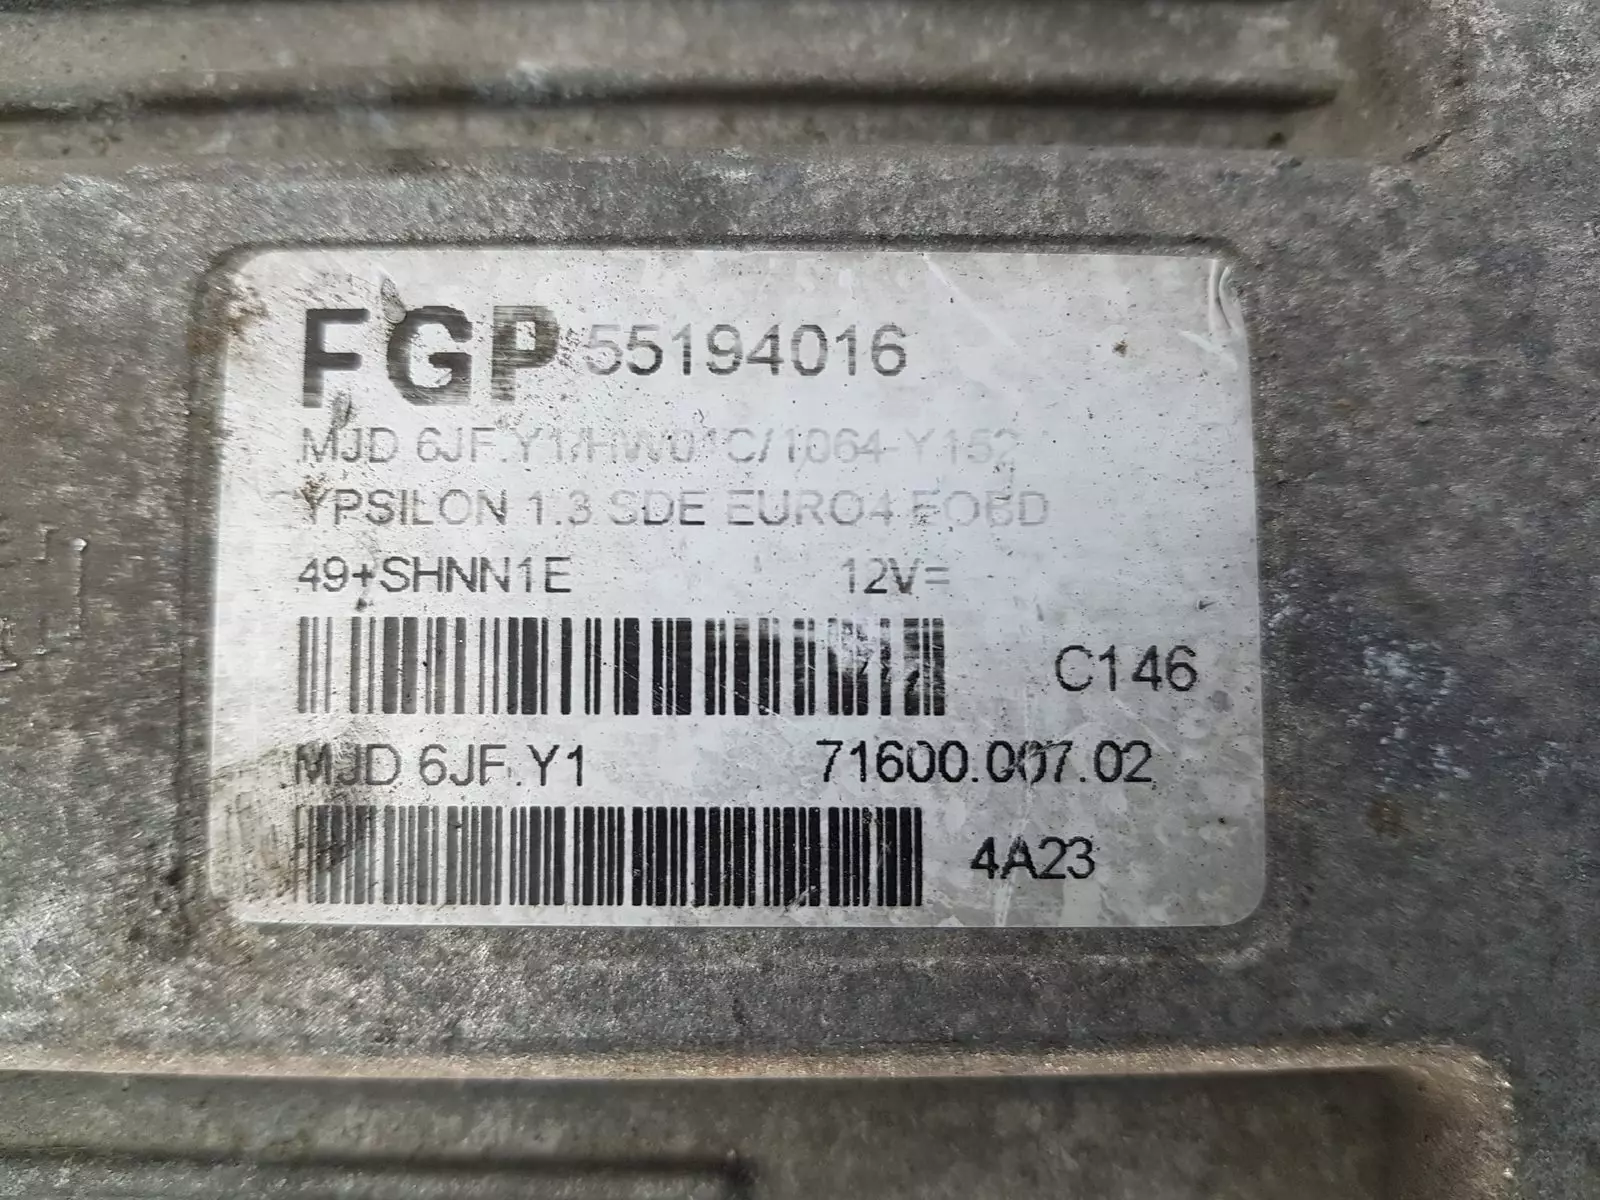 FGP 55194016
MJD 6JF.Y1/HW01C/1064-Y152
YPSILON 1.3 SDE EURO4 EOBD
49+SHNN1E 12V=
C146
MJD 6JF.Y1 71600.007.02
4A23